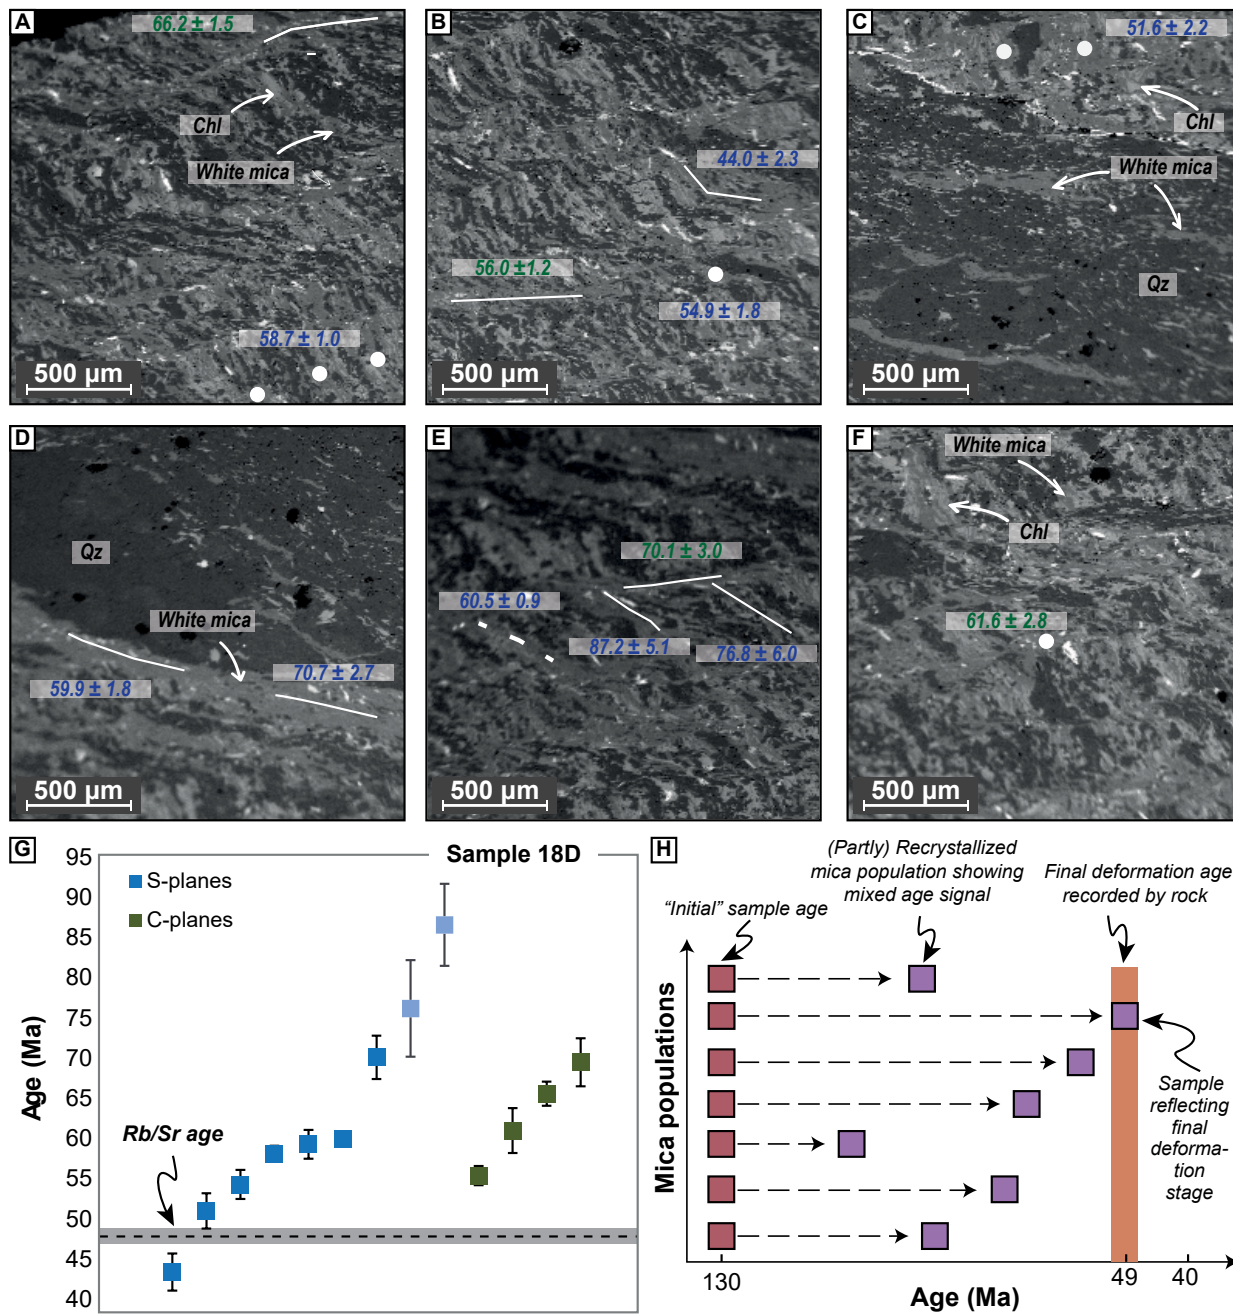 A
66.2 ± 1.5
Chl
White mica
58.7 ± 1.0
500 µm
B
44.0 ± 2.3
56.0 ±1.2
54.9 ± 1.8
500 µm
C
51.6 ± 2.2
Chl
White mica
Qz
500 µm
D
Qz
White mica
70.7 ± 2.7
59.9 ± 1.8
500 µm
E
70.1 ± 3.0
60.5 ± 0.9
87.2 ± 5.1
76.8 ± 6.0
500 µm
F
White mica
Chl
61.6 ± 2.8
500 µm
G
Sample 18D
S-planes
C-planes
Rb/Sr age
Age (Ma)
95
90
85
80
75
70
65
60
55
50
45
40
H
(Partly) Recrystallized
mica population showing
mixed age signal
Final deformation age
recorded by rock
“Initial” sample age
Mica populations
Sample
reflecting
final
deforma-
tion
stage
130
49
40
Age (Ma)